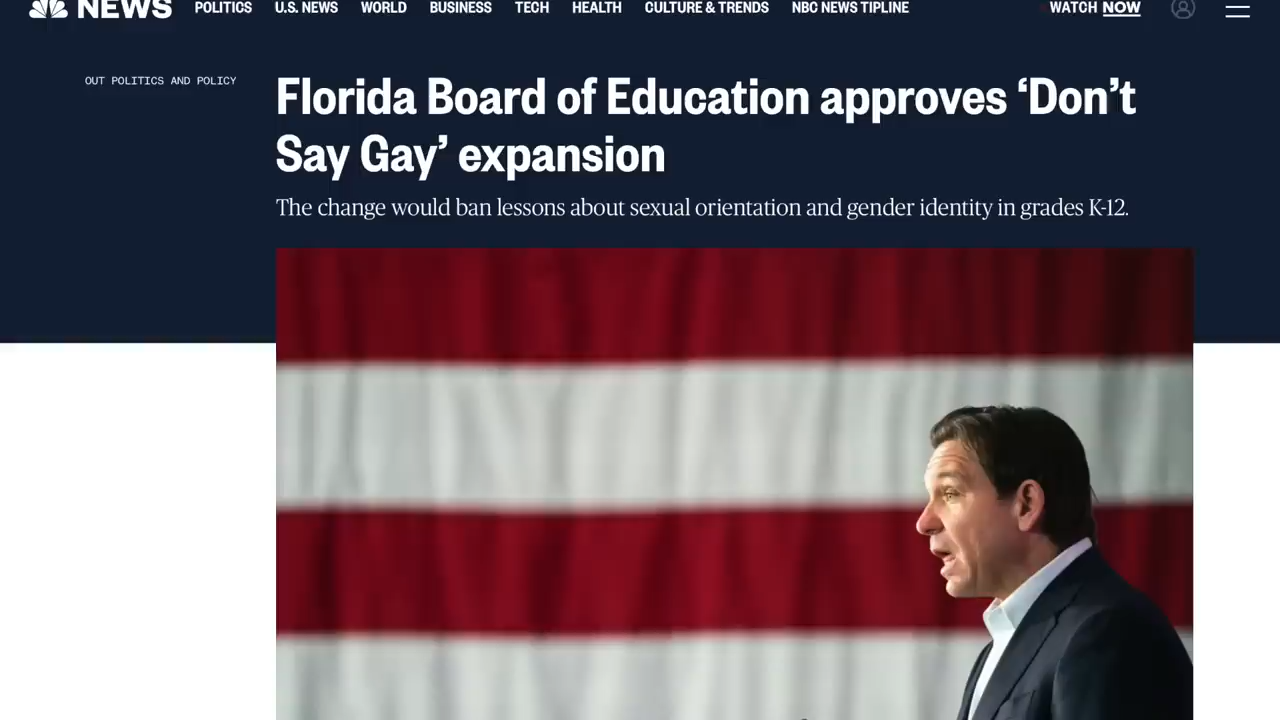 NEWS POLITICS U.S. NEWS WORLD BUSINESS TECH HEALTH CULTURE & TRENDS NBC NEWS TIPLINE WATCH NOW
OUT POLITICS AND POLICY
Florida Board of Education approves ‘Don’t
Say Gay’ expansion
The change would ban lessons about sexual orientation and gender identity in grades K-12.